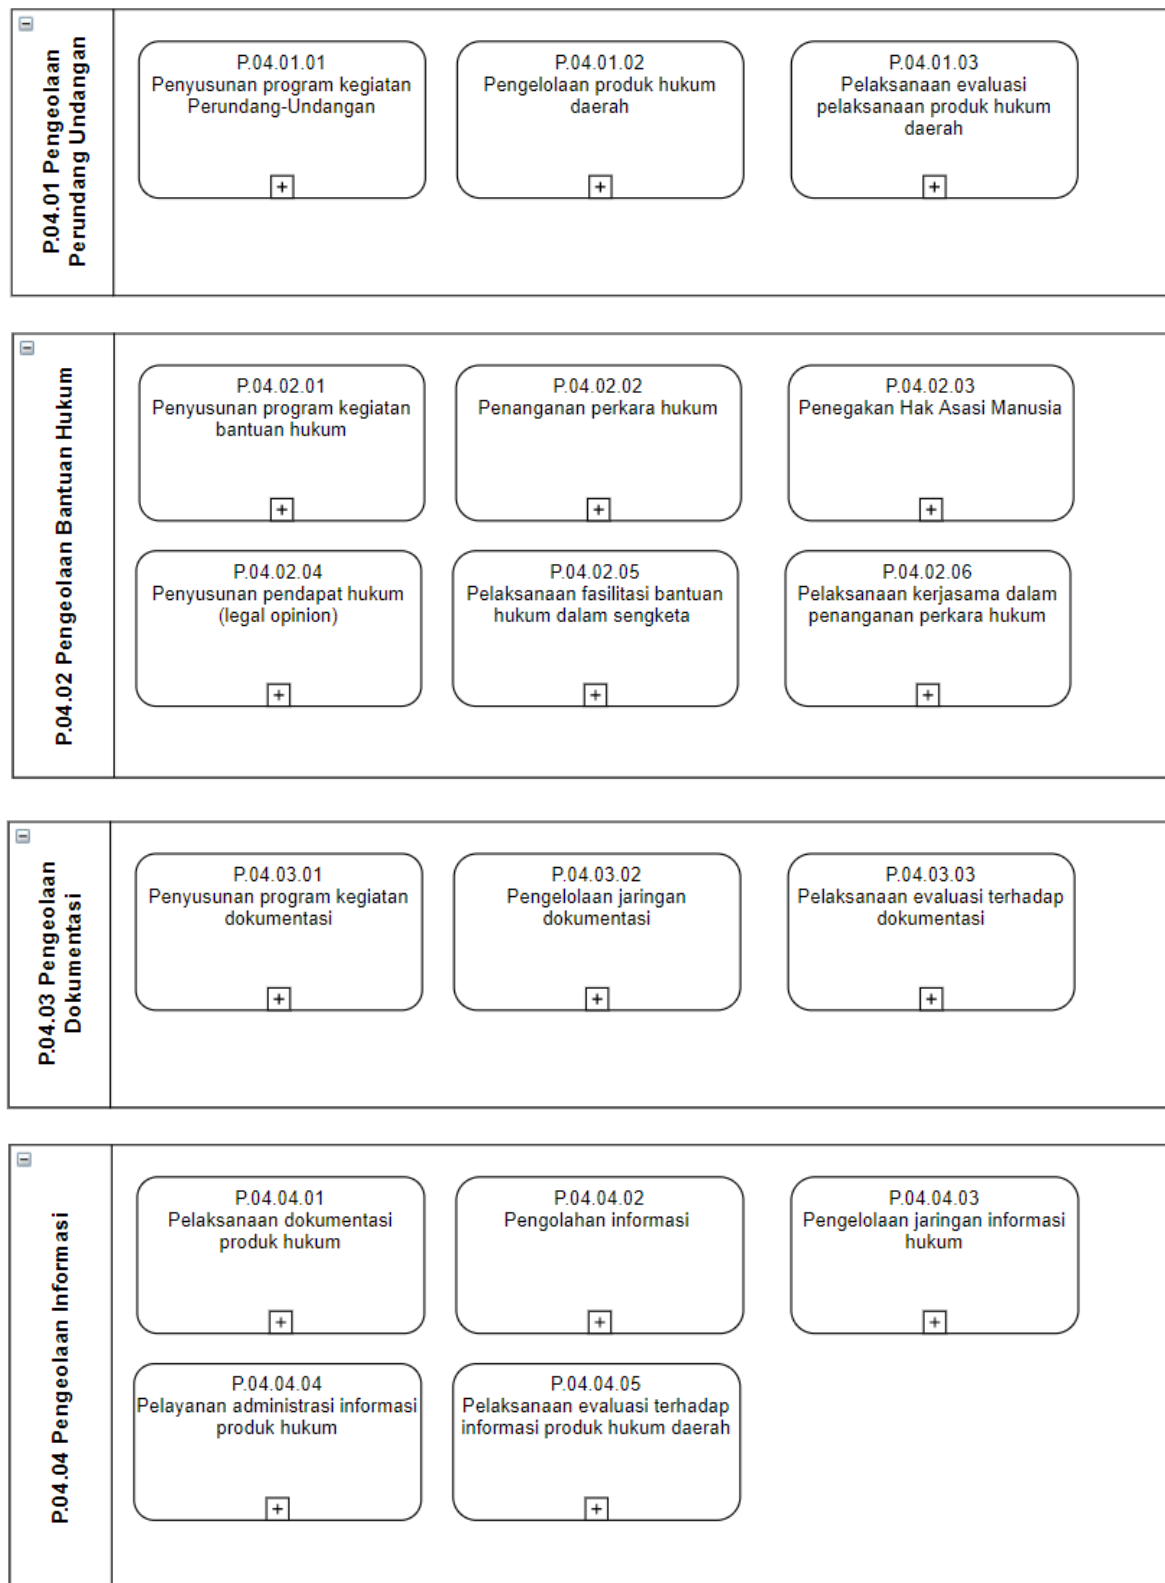 P.04.01 Pengeolaan
Perundang Undangan
P.04.01.01
Penyusunan program kegiatan
Perundang-Undangan
P.04.01.02
Pengelolaan produk hukum
daerah
P.04.01.03
Pelaksanaan evaluasi
pelaksanaan produk hukum
daerah
P.04.02 Pengeolaan Bantuan Hukum
P.04.02.01
Penyusunan program kegiatan
bantuan hukum
P.04.02.02
Penanganan perkara hukum
P.04.02.03
Penegakan Hak Asasi Manusia
P.04.02.04
Penyusunan pendapat hukum
(legal opinion)
P.04.02.05
Pelaksanaan fasilitasi bantuan
hukum dalam sengketa
P.04.02.06
Pelaksanaan kerjasama dalam
penanganan perkara hukum
P.04.03 Pengeolaan
Dokumentasi
P.04.03.01
Penyusunan program kegiatan
dokumentasi
P.04.03.02
Pengelolaan jaringan
dokumentasi
P.04.03.03
Pelaksanaan evaluasi terhadap
dokumentasi
P.04.04 Pengeolaan Informasi
P.04.04.01
Pelaksanaan dokumentasi
produk hukum
P.04.04.02
Pengolahan informasi
P.04.04.03
Pengelolaan jaringan informasi
hukum
P.04.04.04
Pelayanan administrasi informasi
produk hukum
P.04.04.05
Pelaksanaan evaluasi terhadap
informasi produk hukum daerah